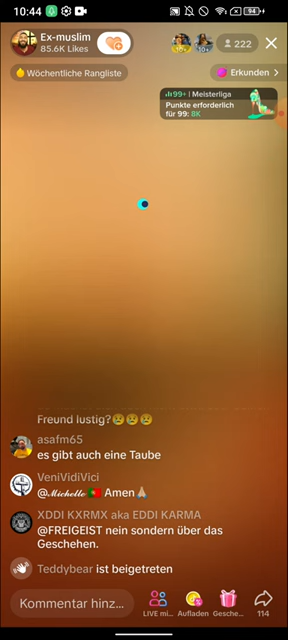 10:44
94
Ex-muslim
85.6K Likes
10+
10+
222
Wöchentliche Rangliste
Erkunden >
99+ | Meisterliga
Punkte erforderlich
für 99: 8K
Freund lustig?😢😢😢
asafm65
es gibt auch eine Taube
VeniVidiVici
@𝓜𝓲𝓬𝓱𝓮𝓵𝓵𝓮🇵🇹 Amen🙏🏼
XDDI KXRMX aka EDDI KARMA
@FREIGEIST nein sondern über das
Geschehen.
Teddybear ist beigetreten
Kommentar hinz...
LIVE mi...
Aufladen
Gesche...
114